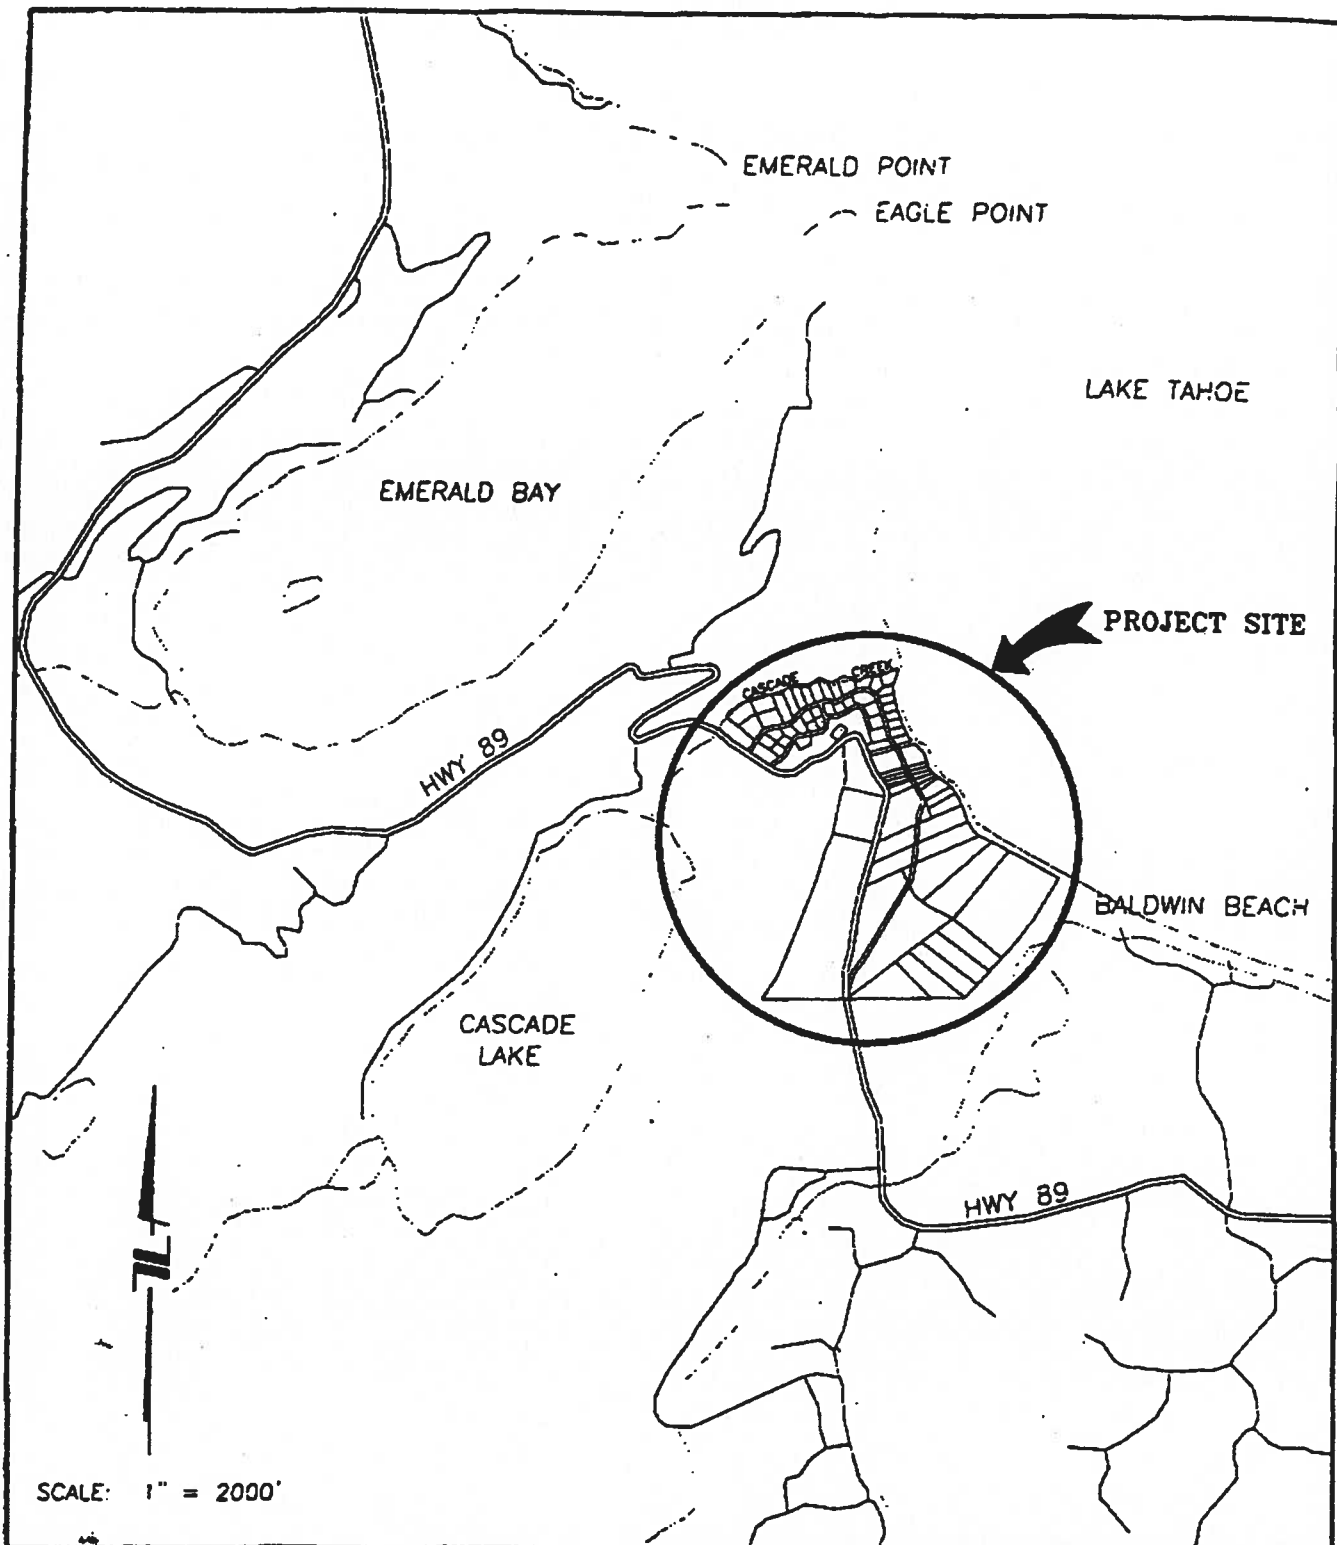 EMERALD POINT
EAGLE POINT
LAKE TAHOE
EMERALD BAY
PROJECT SITE
CASCADE CREEK
HWY 89
BALDWIN BEACH
CASCADE
LAKE
HWY 89
SCALE: 1" = 2000'